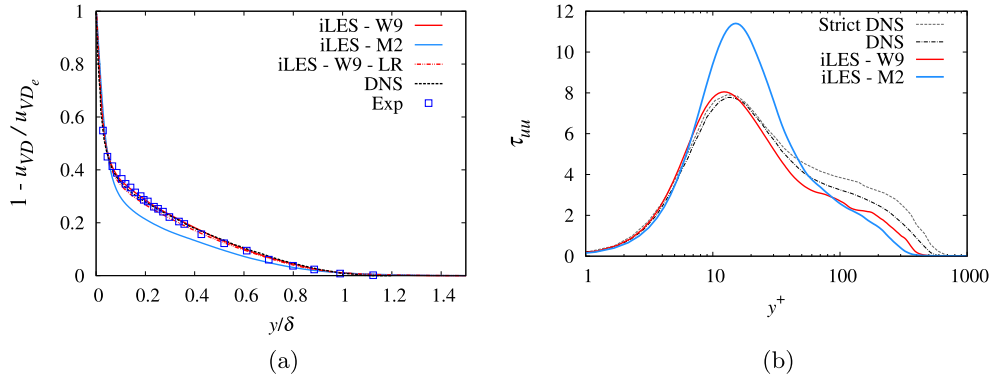 1 - u_VD / u_VD_e
1
0.8
0.6
0.4
0.2
0
0
0.2
0.4
0.6
0.8
1
1.2
1.4
y/δ
iLES - W9
iLES - M2
iLES - W9 - LR
DNS
Exp
(a)
τ_uu
12
10
8
6
4
2
0
1
10
100
1000
y⁺
Strict DNS
DNS
iLES - W9
iLES - M2
(b)